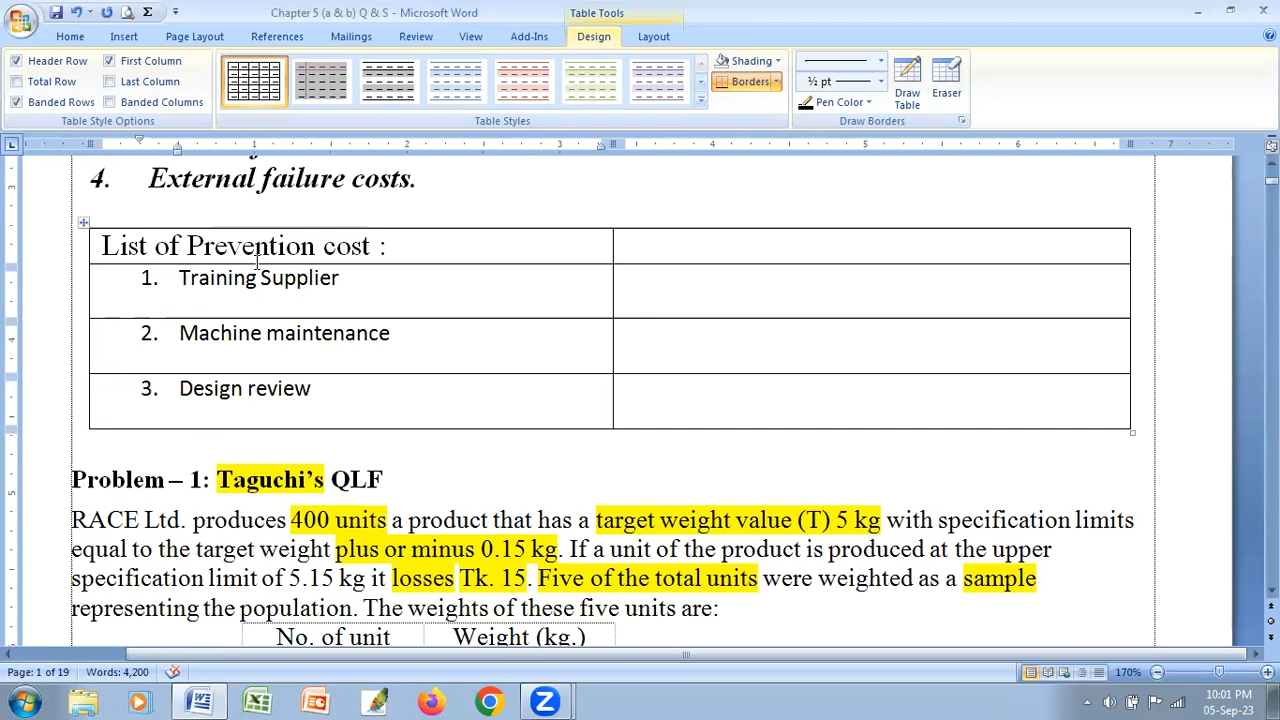 Chapter 5 (a & b) Q & S - Microsoft Word
Table Tools
Home Insert Page Layout References Mailings Review View Add-Ins Design Layout
Header Row First Column
Total Row Last Column
Banded Rows Banded Columns
Table Style Options
Table Styles
Shading
Borders
½ pt
Pen Color
Draw Table
Eraser
Draw Borders
1 2 3 4 5 6 7
4. External failure costs.
List of Prevention cost :
1. Training Supplier
2. Machine maintenance
3. Design review
Problem – 1: Taguchi's QLF
RACE Ltd. produces 400 units a product that has a target weight value (T) 5 kg with specification limits
equal to the target weight plus or minus 0.15 kg. If a unit of the product is produced at the upper
specification limit of 5.15 kg it losses Tk. 15. Five of the total units were weighted as a sample
representing the population. The weights of these five units are:
No. of unit Weight (kg.)
Page: 1 of 19 Words: 4,200 170%
10:01 PM
05-Sep-23